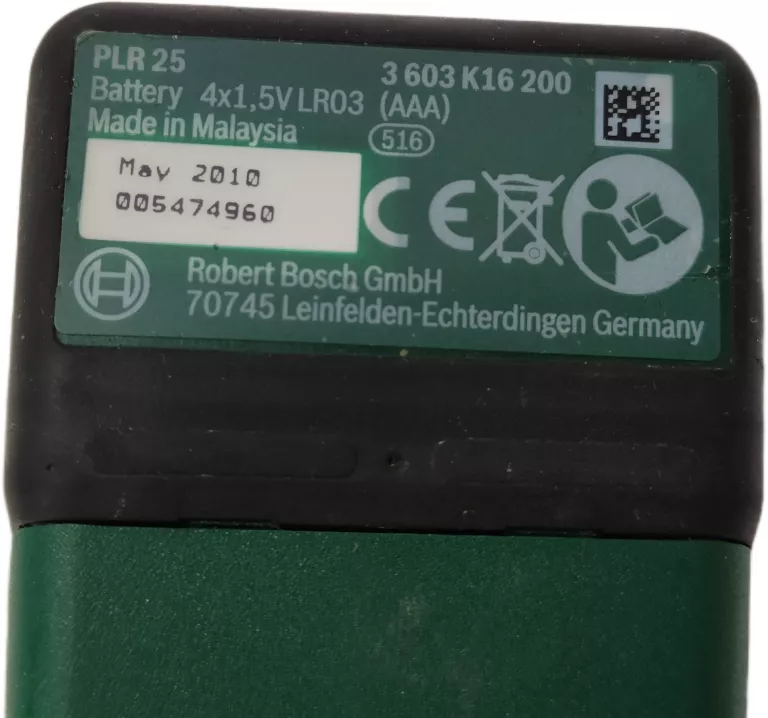 PLR 25
3 603 K16 200
Battery 4x1,5V LR03 (AAA)
Made in Malaysia
516
May 2010
005474960
CE
Robert Bosch GmbH
70745 Leinfelden-Echterdingen Germany